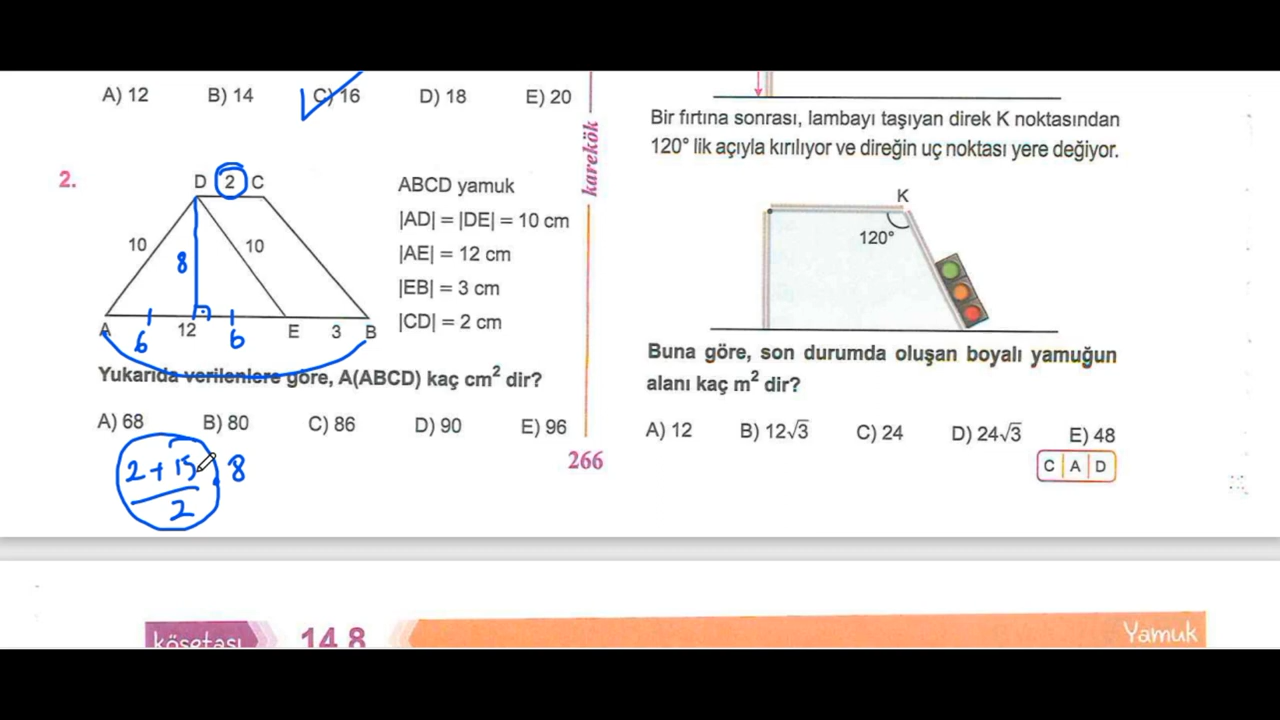 A) 12 B) 14 C) 16 D) 18 E) 20
2.
D 2 C
10 10
8
A 12 E 3 B
6 6
ABCD yamuk
|AD| = |DE| = 10 cm
|AE| = 12 cm
|EB| = 3 cm
|CD| = 2 cm
Yukarıda verilenlere göre, A(ABCD) kaç cm² dir?
A) 68 B) 80 C) 86 D) 90 E) 96
2 + 15 . 8
2
karekök
266
Bir fırtına sonrası, lambayı taşıyan direk K noktasından
120° lik açıyla kırılıyor ve direğin uç noktası yere değiyor.
K
120°
Buna göre, son durumda oluşan boyalı yamuğun
alanı kaç m² dir?
A) 12 B) 12√3 C) 24 D) 24√3 E) 48
C A D
köşetaşı 14.8 Yamuk